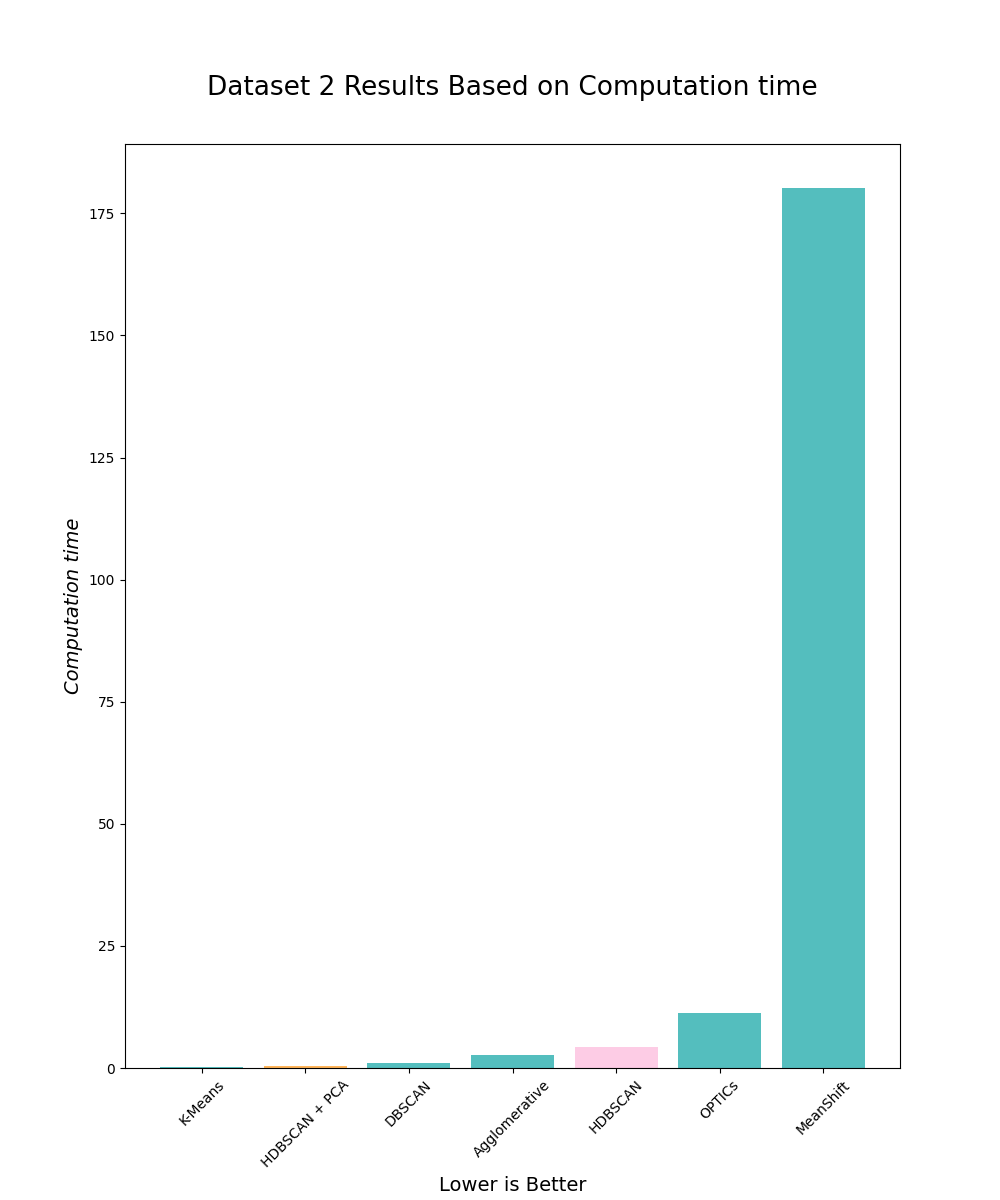 Dataset 2 Results Based on Computation time
Computation time
175
150
125
100
75
50
25
0
K-Means
HDBSCAN + PCA
DBSCAN
Agglomerative
HDBSCAN
OPTICs
MeanShift
Lower is Better